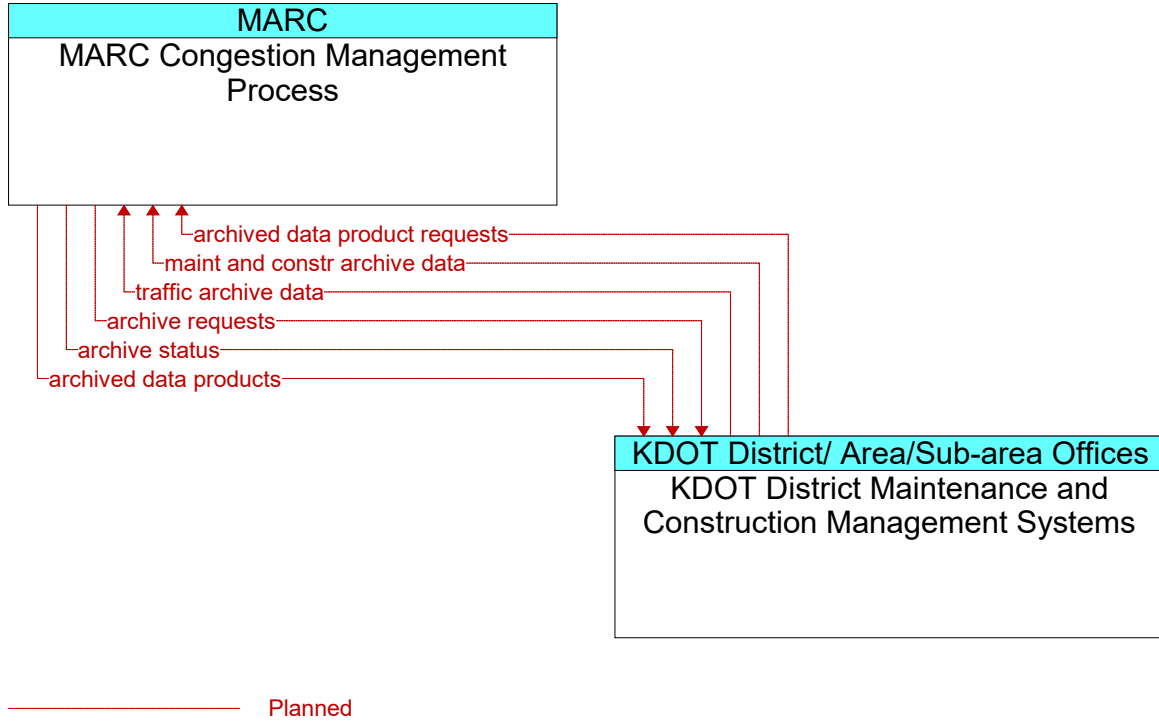 MARC
MARC Congestion Management
Process
archived data product requests
maint and constr archive data
traffic archive data
archive requests
archive status
archived data products
KDOT District/ Area/Sub-area Offices
KDOT District Maintenance and
Construction Management Systems
Planned